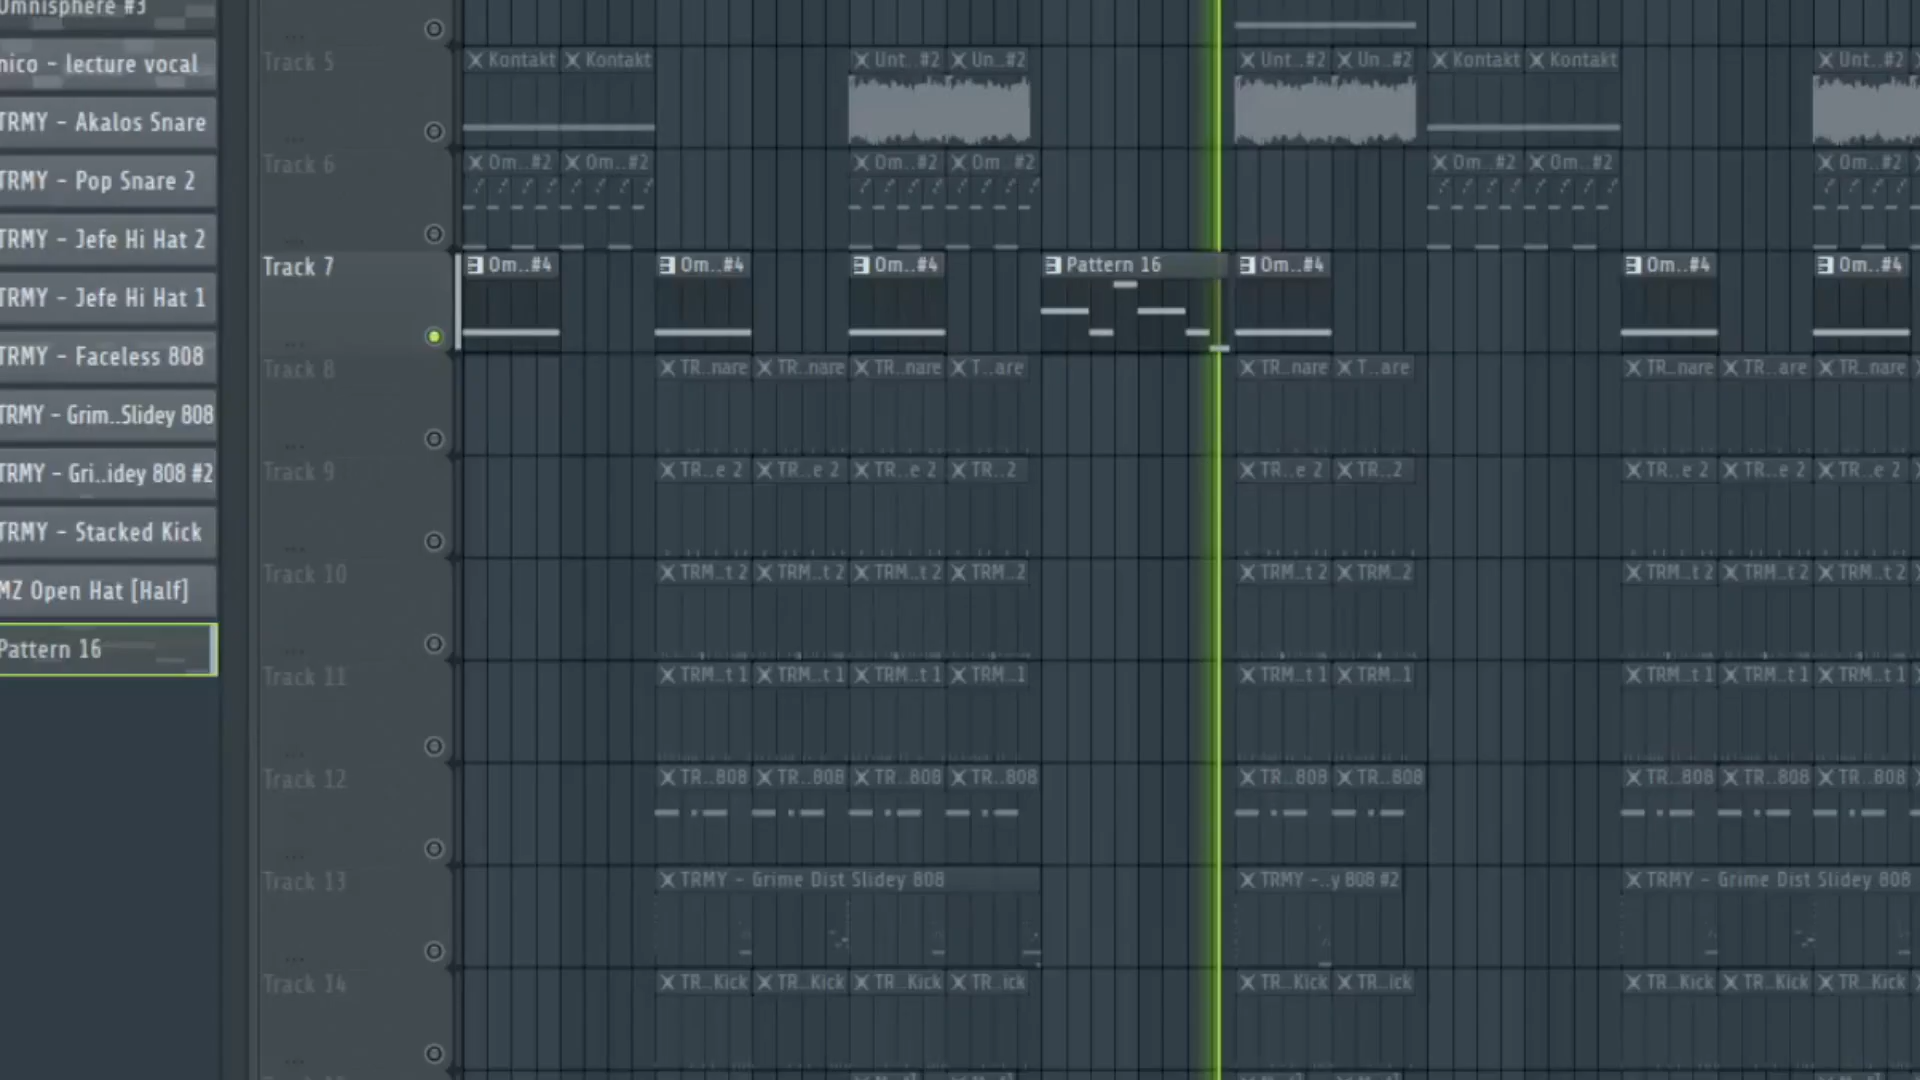 Omnisphere #3
nico - lecture vocal
TRMY - Akalos Snare
TRMY - Pop Snare 2
TRMY - Jefe Hi Hat 2
TRMY - Jefe Hi Hat 1
TRMY - Faceless 808
TRMY - Grim..Slidey 808
TRMY - Gri..idey 808 #2
TRMY - Stacked Kick
MZ Open Hat [Half]
Pattern 16
Track 5
Kontakt Kontakt Unt..#2 Un..#2 Unt..#2 Un..#2 Kontakt Kontakt Unt..#2
Track 6
Om..#2 Om..#2 Om..#2 Om..#2 Om..#2 Om..#2 Om..#2
Track 7
Om..#4 Om..#4 Om..#4 Pattern 16 Om..#4 Om..#4 Om..#4
Track 8
TR..nare TR..nare TR..nare T..are TR..nare T..are TR..nare TR..are TR..nare
Track 9
TR..e 2 TR..e 2 TR..e 2 TR..2 TR..e 2 TR..2 TR..e 2 TR..e 2 TR..e 2
Track 10
TRM..t 2 TRM..t 2 TRM..t 2 TRM..2 TRM..t 2 TRM..2 TRM..t 2 TRM..t 2 TRM..t 2
Track 11
TRM..t 1 TRM..t 1 TRM..t 1 TRM..1 TRM..t 1 TRM..1 TRM..t 1 TRM..t 1 TRM..t 1
Track 12
TR..808 TR..808 TR..808 TR..808 TR..808 TR..808 TR..808 TR..808 TR..808
Track 13
TRMY - Grime Dist Slidey 808 TRMY -..y 808 #2 TRMY - Grime Dist Slidey 808
Track 14
TR..Kick TR..Kick TR..Kick TR..ick TR..Kick TR..ick TR..Kick TR..Kick TR..Kick